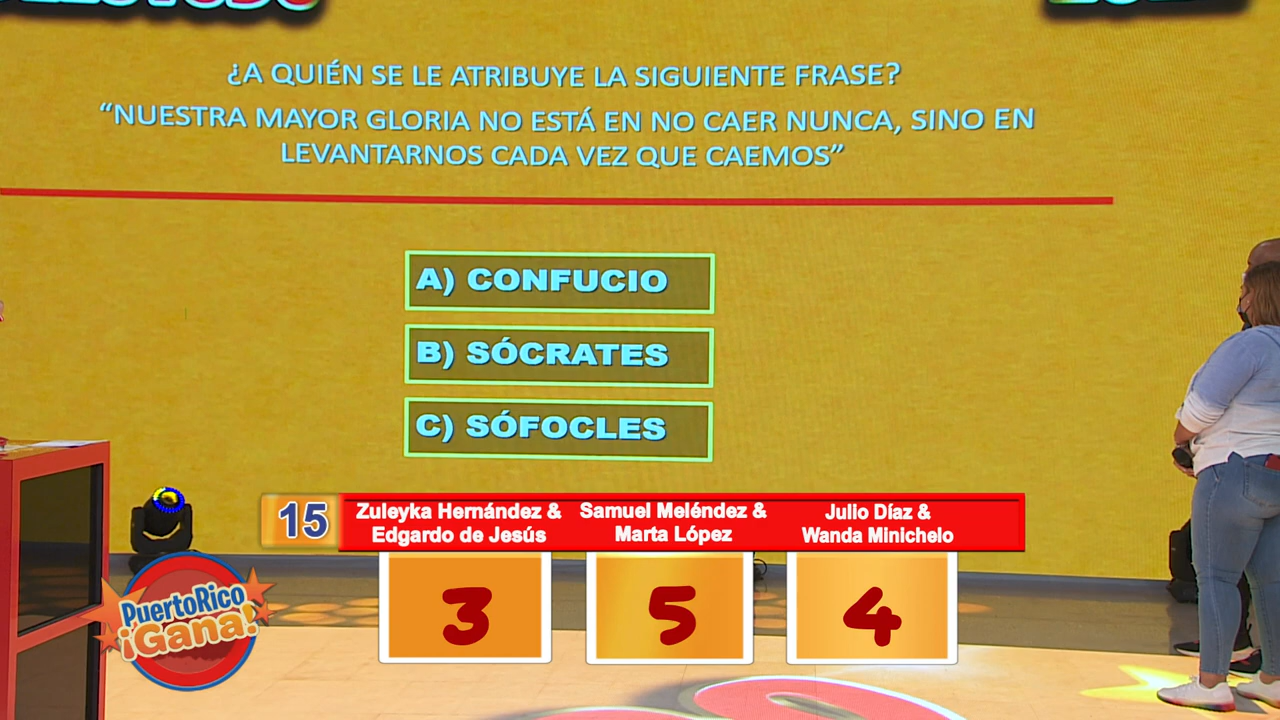 ¿A QUIÉN SE LE ATRIBUYE LA SIGUIENTE FRASE?
“NUESTRA MAYOR GLORIA NO ESTÁ EN NO CAER NUNCA, SINO EN
LEVANTARNOS CADA VEZ QUE CAEMOS”
A) CONFUCIO
B) SÓCRATES
C) SÓFOCLES
15
Zuleyka Hernández &
Edgardo de Jesús
Samuel Meléndez &
Marta López
Julio Díaz &
Wanda Minichelo
3
5
4
PuertoRico
¡Gana!